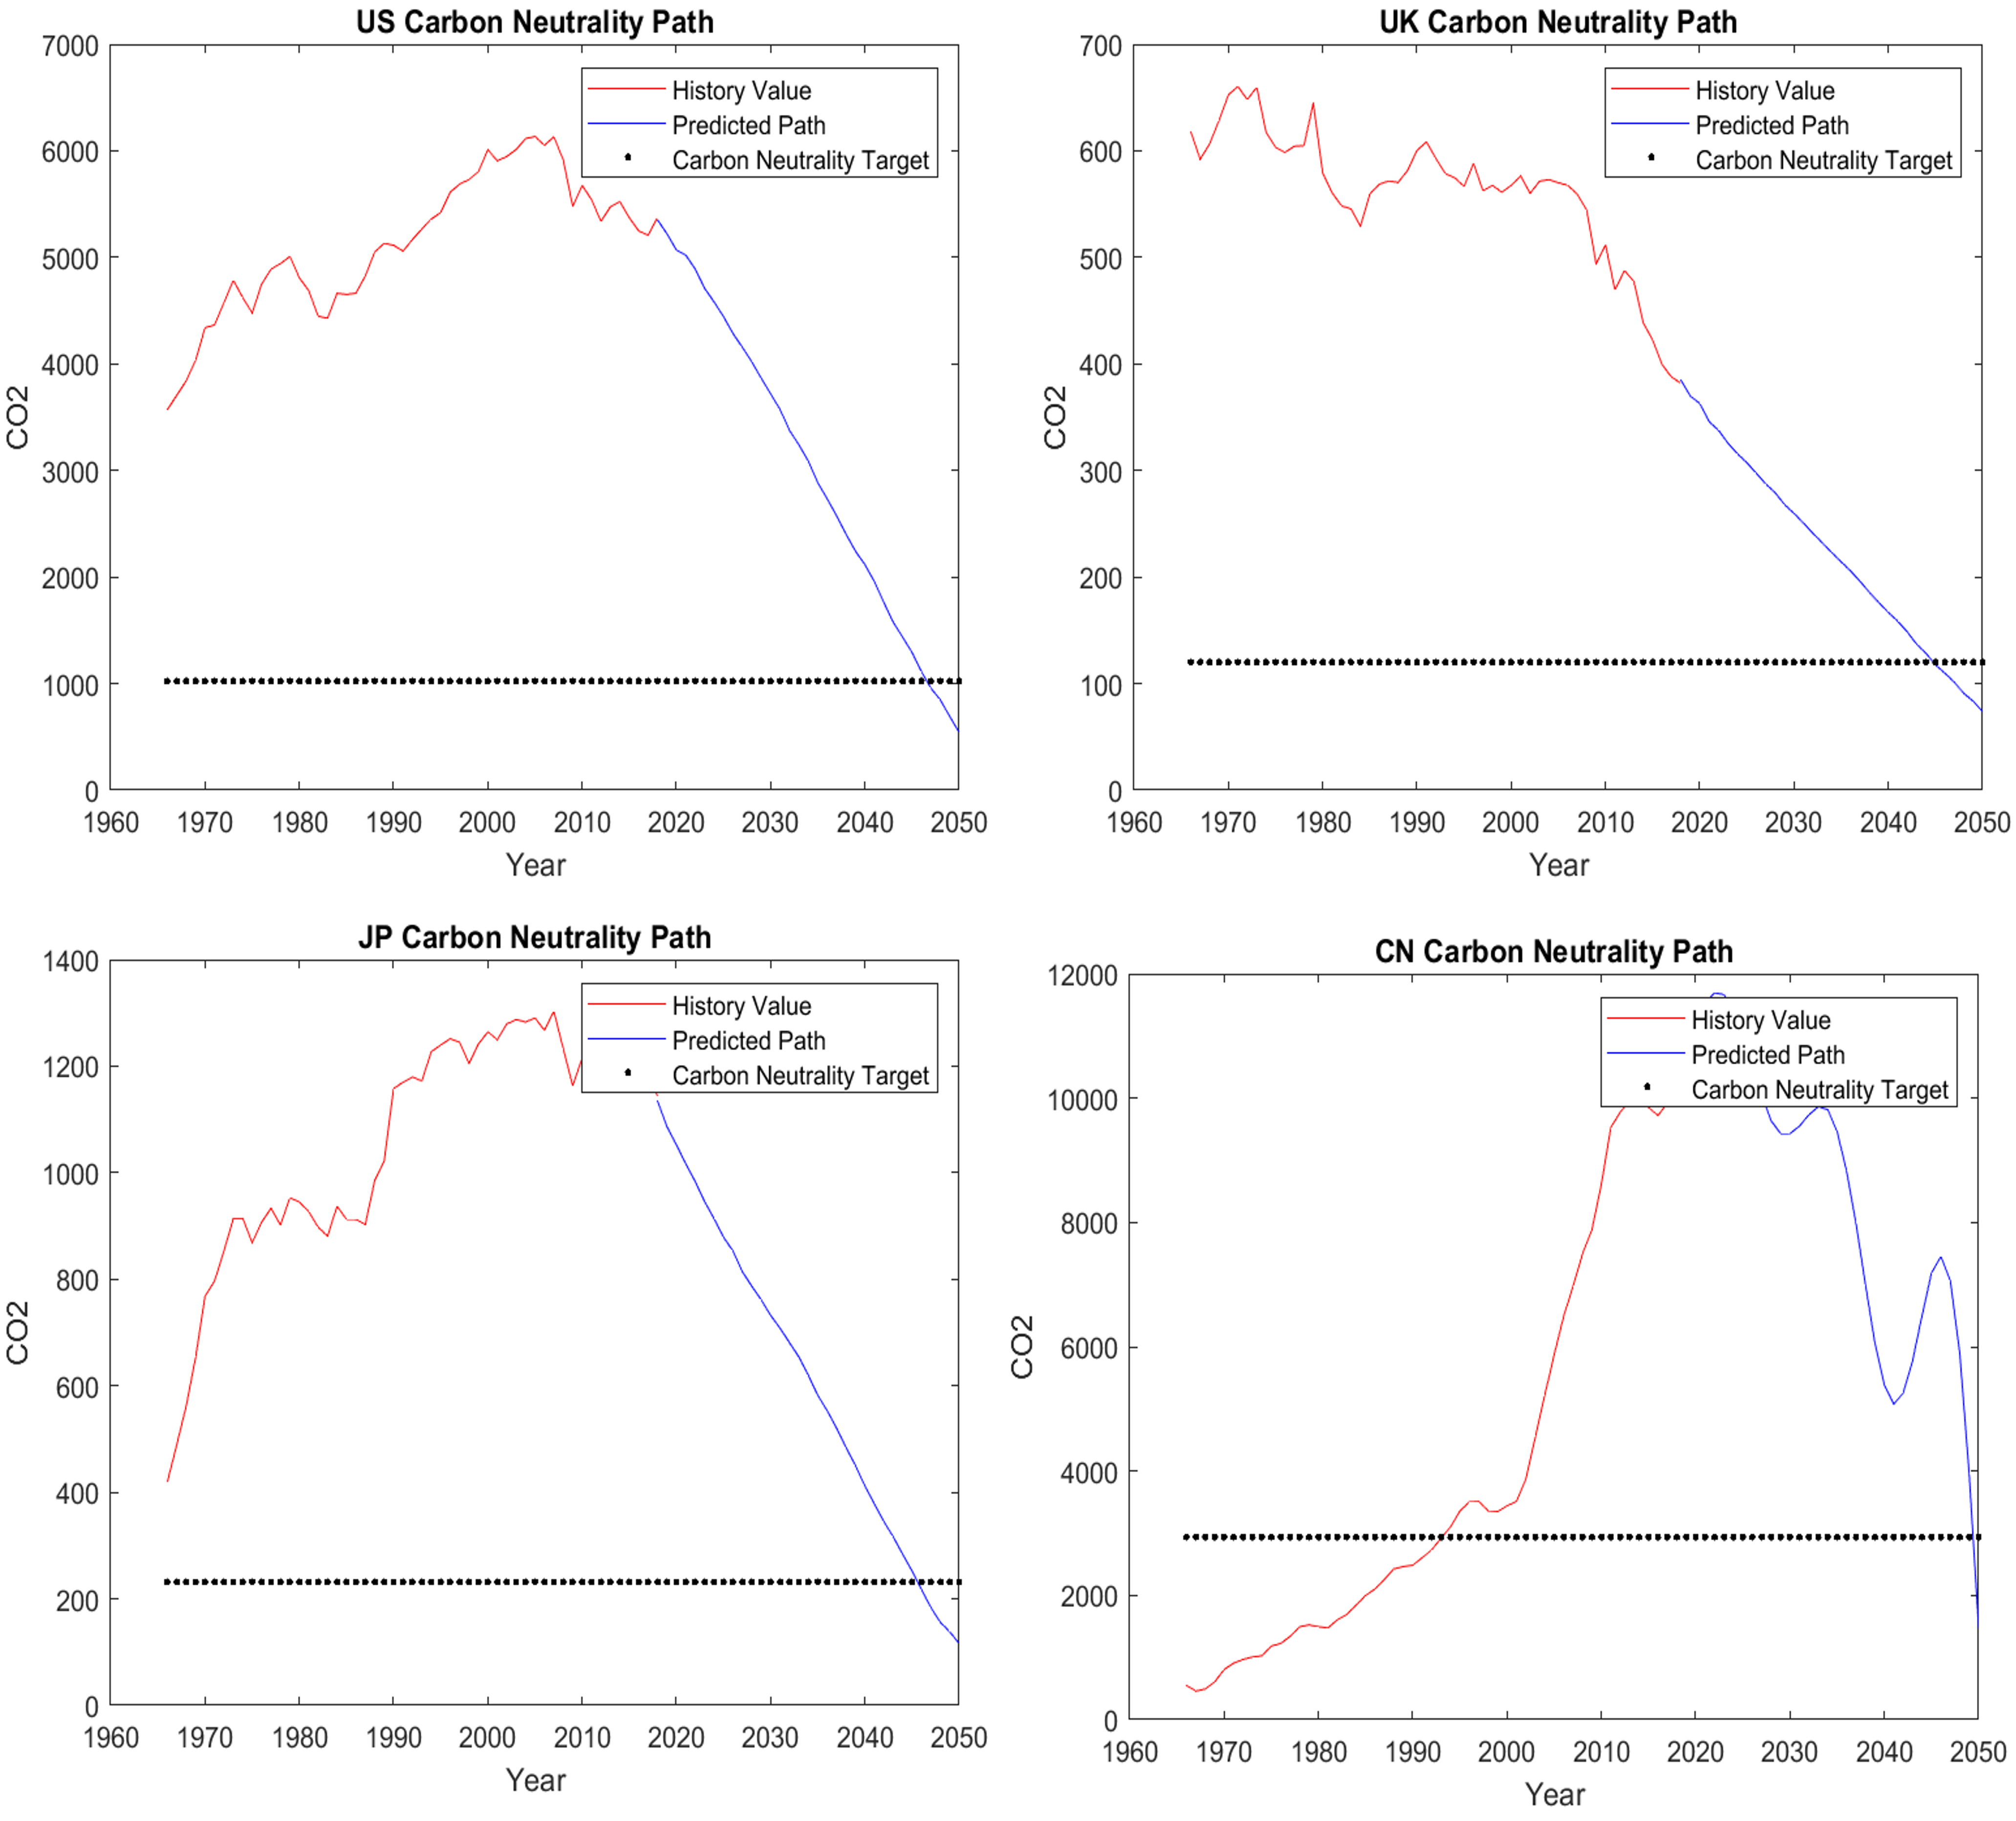 US Carbon Neutrality Path
7000
6000
5000
4000
3000
2000
1000
0
CO2
History Value
Predicted Path
Carbon Neutrality Target
1960 1970 1980 1990 2000 2010 2020 2030 2040 2050
Year
UK Carbon Neutrality Path
700
600
500
400
300
200
100
0
CO2
History Value
Predicted Path
Carbon Neutrality Target
1960 1970 1980 1990 2000 2010 2020 2030 2040 2050
Year
JP Carbon Neutrality Path
1400
1200
1000
800
600
400
200
0
CO2
History Value
Predicted Path
Carbon Neutrality Target
1960 1970 1980 1990 2000 2010 2020 2030 2040 2050
Year
CN Carbon Neutrality Path
12000
10000
8000
6000
4000
2000
0
CO2
History Value
Predicted Path
Carbon Neutrality Target
1960 1970 1980 1990 2000 2010 2020 2030 2040 2050
Year